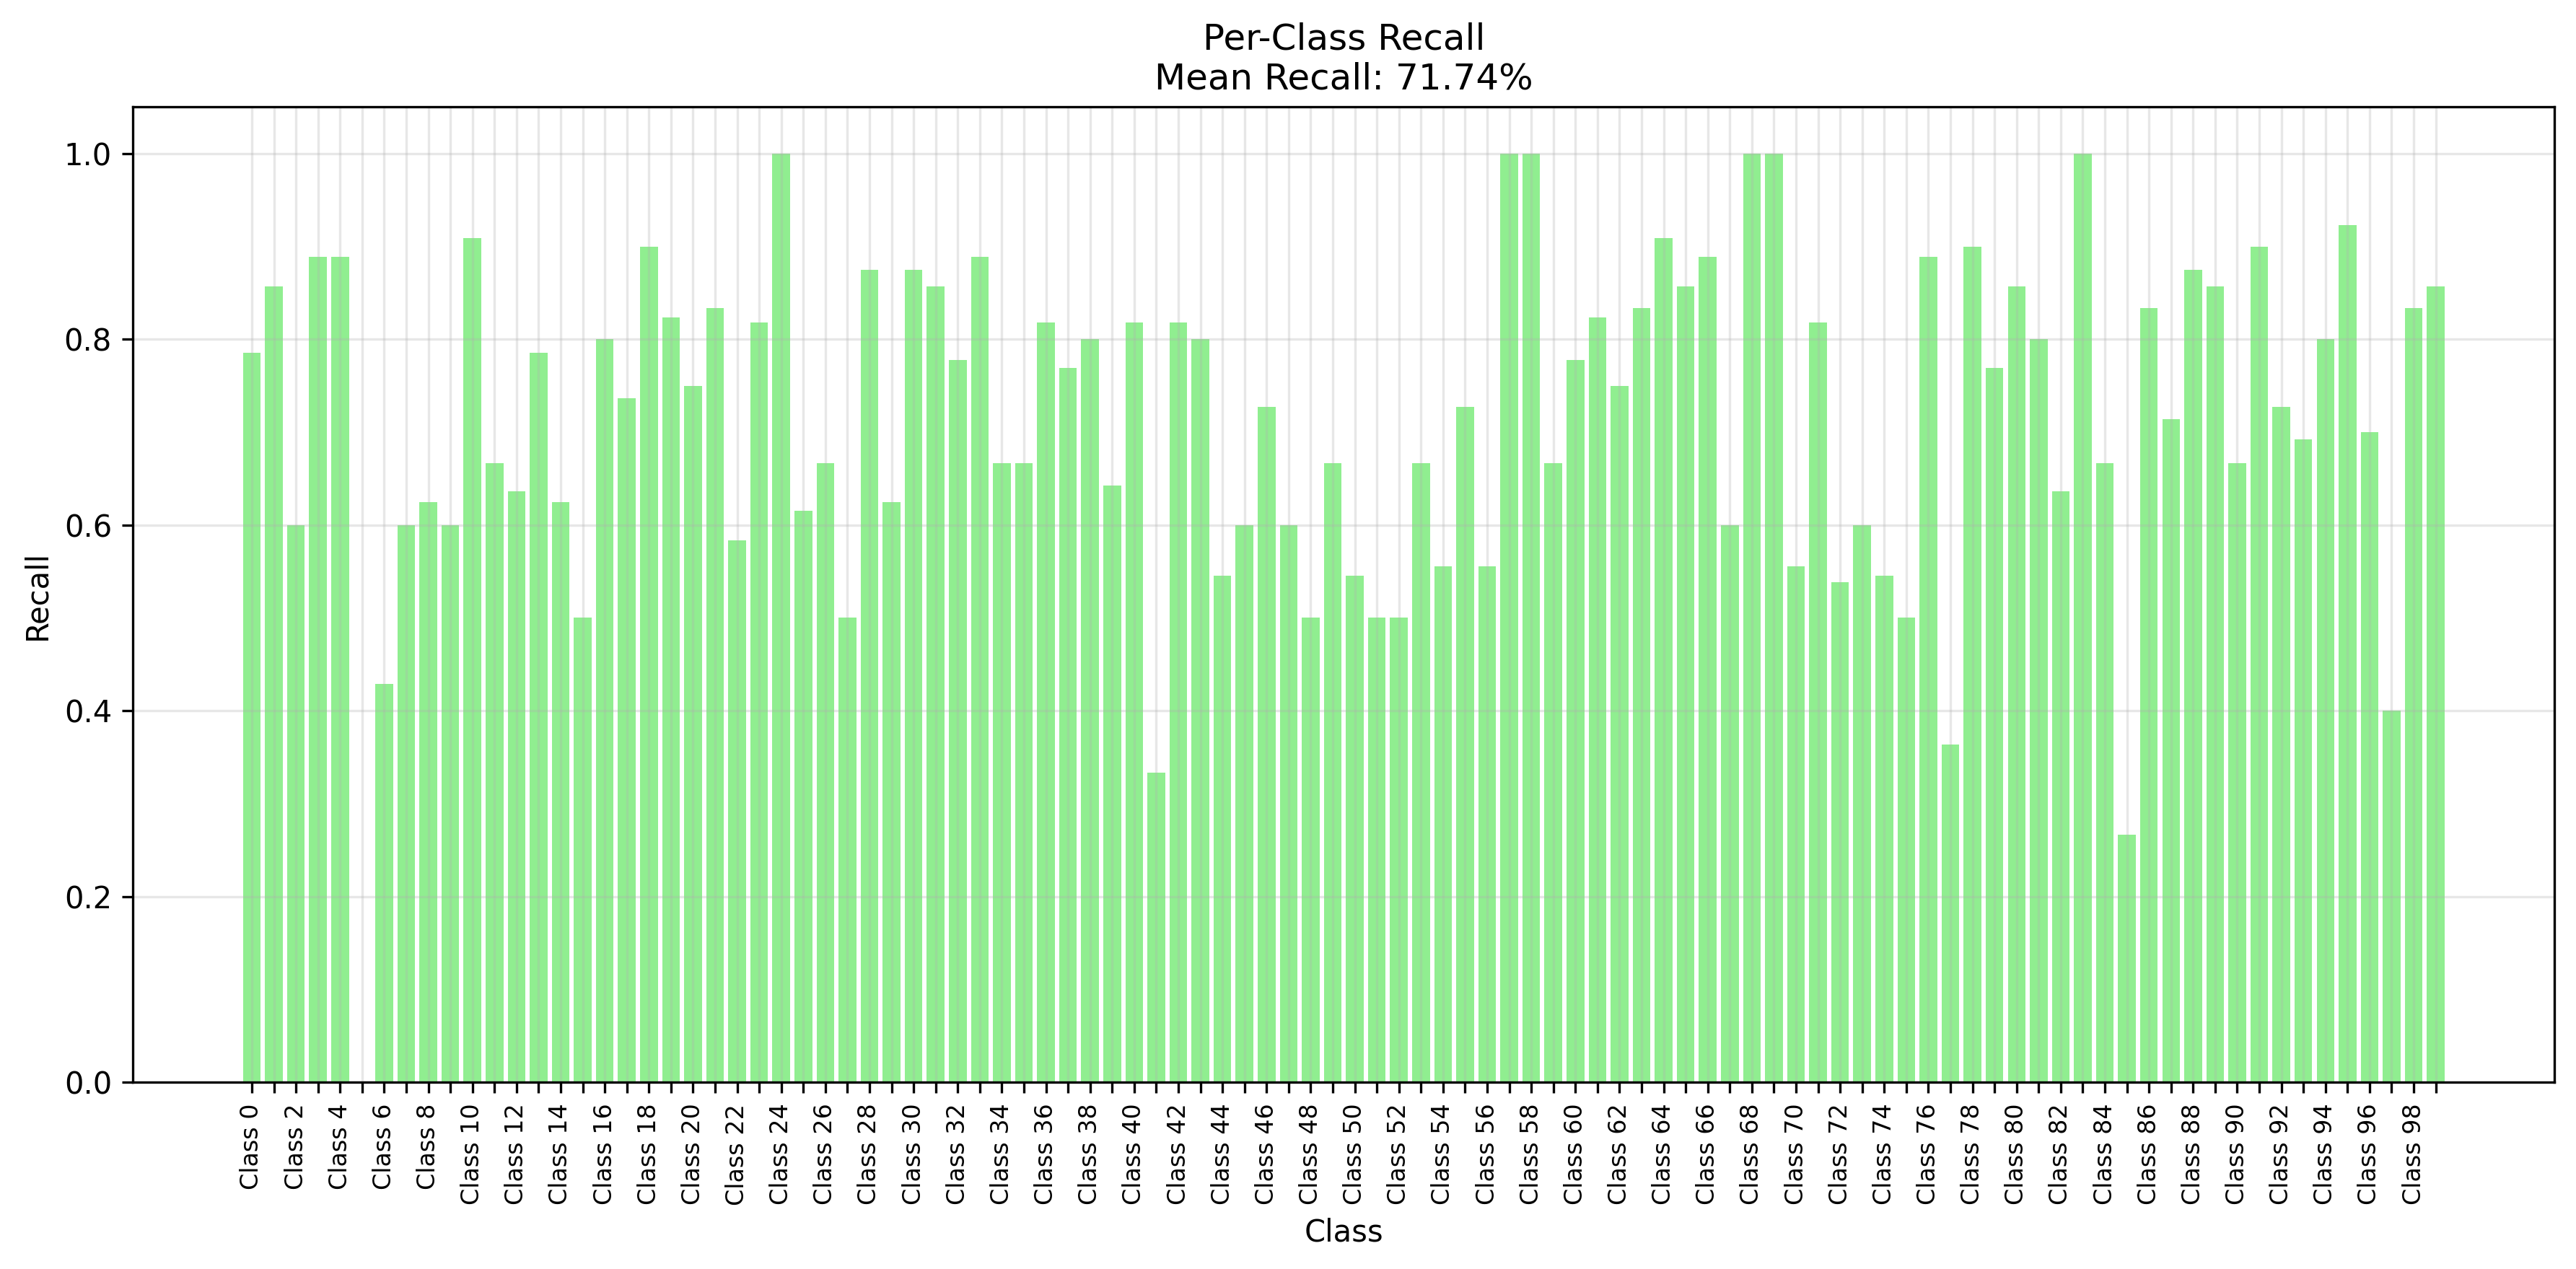 Per-Class Recall
Mean Recall: 71.74%
Recall
1.0
0.8
0.6
0.4
0.2
0.0
Class 0
Class 2
Class 4
Class 6
Class 8
Class 10
Class 12
Class 14
Class 16
Class 18
Class 20
Class 22
Class 24
Class 26
Class 28
Class 30
Class 32
Class 34
Class 36
Class 38
Class 40
Class 42
Class 44
Class 46
Class 48
Class 50
Class 52
Class 54
Class 56
Class 58
Class 60
Class 62
Class 64
Class 66
Class 68
Class 70
Class 72
Class 74
Class 76
Class 78
Class 80
Class 82
Class 84
Class 86
Class 88
Class 90
Class 92
Class 94
Class 96
Class 98
Class